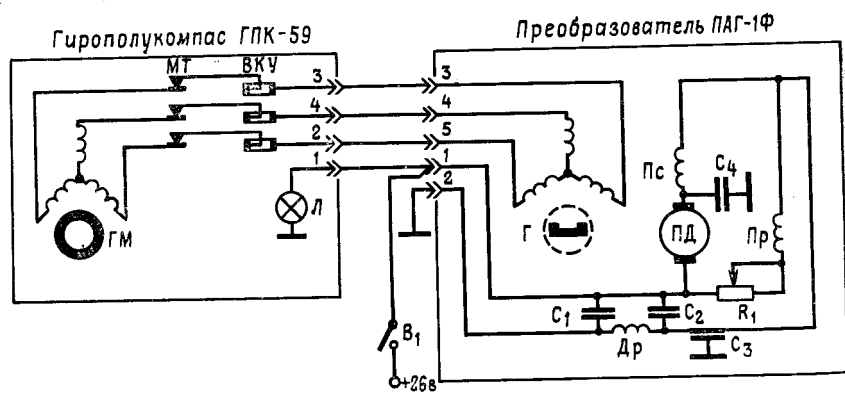 Гирополукомпас ГПК-59
Преобразователь ПАГ-1Ф
МТ
ВКУ
3
3
4
4
2
5
1
1
2
Л
ГМ
Г
Пс
С4
ПД
Пр
R1
С1
С2
Др
С3
В1
+26в